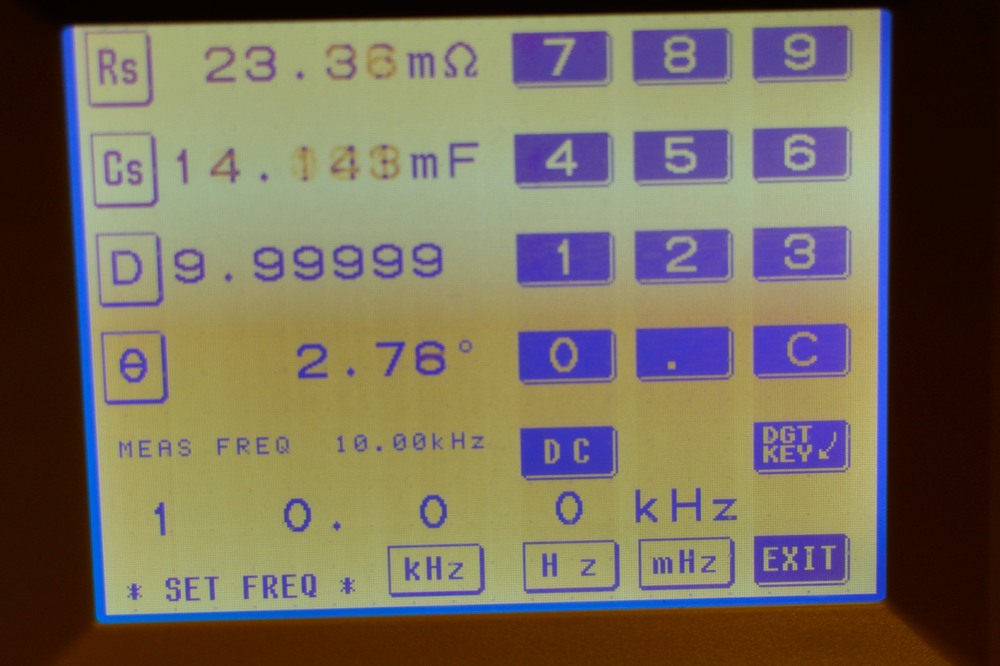 Rs 23.36mΩ 7 8 9
Cs 14. mF 4 5 6
D 9.99999 1 2 3
θ 2.76° 0 . C
MEAS FREQ 10.00kHz DC DGT KEY↙
1 0. 0 0 kHz
* SET FREQ * kHz Hz mHz EXIT